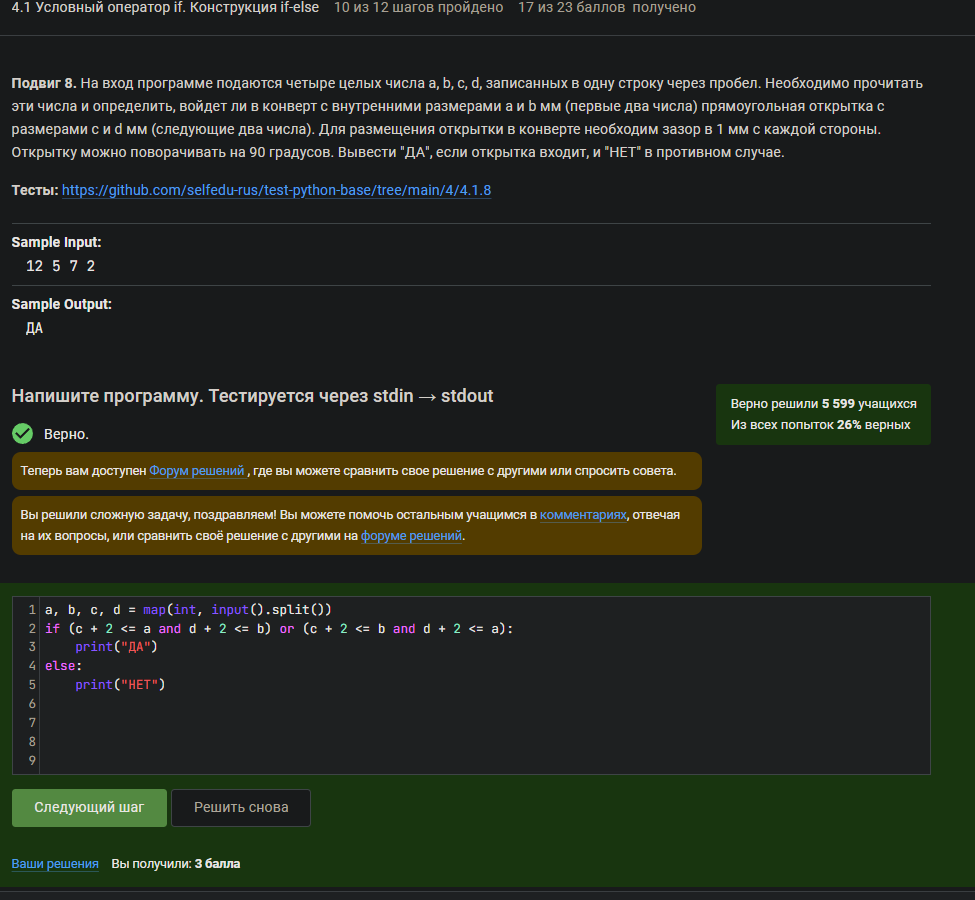 4.1 Условный оператор if. Конструкция if-else 10 из 12 шагов пройдено 17 из 23 баллов получено
Подвиг 8. На вход программе подаются четыре целых числа a, b, c, d, записанных в одну строку через пробел. Необходимо прочитать
эти числа и определить, войдет ли в конверт с внутренними размерами a и b мм (первые два числа) прямоугольная открытка с
размерами c и d мм (следующие два числа). Для размещения открытки в конверте необходим зазор в 1 мм с каждой стороны.
Открытку можно поворачивать на 90 градусов. Вывести "ДА", если открытка входит, и "НЕТ" в противном случае.
Тесты: https://github.com/selfedu-rus/test-python-base/tree/main/4/4.1.8
Sample Input:
12 5 7 2
Sample Output:
ДА
Напишите программу. Тестируется через stdin → stdout
Верно решили 5 599 учащихся
Из всех попыток 26% верных
Верно.
Теперь вам доступен Форум решений , где вы можете сравнить свое решение с другими или спросить совета.
Вы решили сложную задачу, поздравляем! Вы можете помочь остальным учащимся в комментариях, отвечая
на их вопросы, или сравнить своё решение с другими на форуме решений.
1 a, b, c, d = map(int, input().split())
2 if (c + 2 <= a and d + 2 <= b) or (c + 2 <= b and d + 2 <= a):
3     print("ДА")
4 else:
5     print("НЕТ")
6
7
8
9
Следующий шаг Решить снова
Ваши решения Вы получили: 3 балла